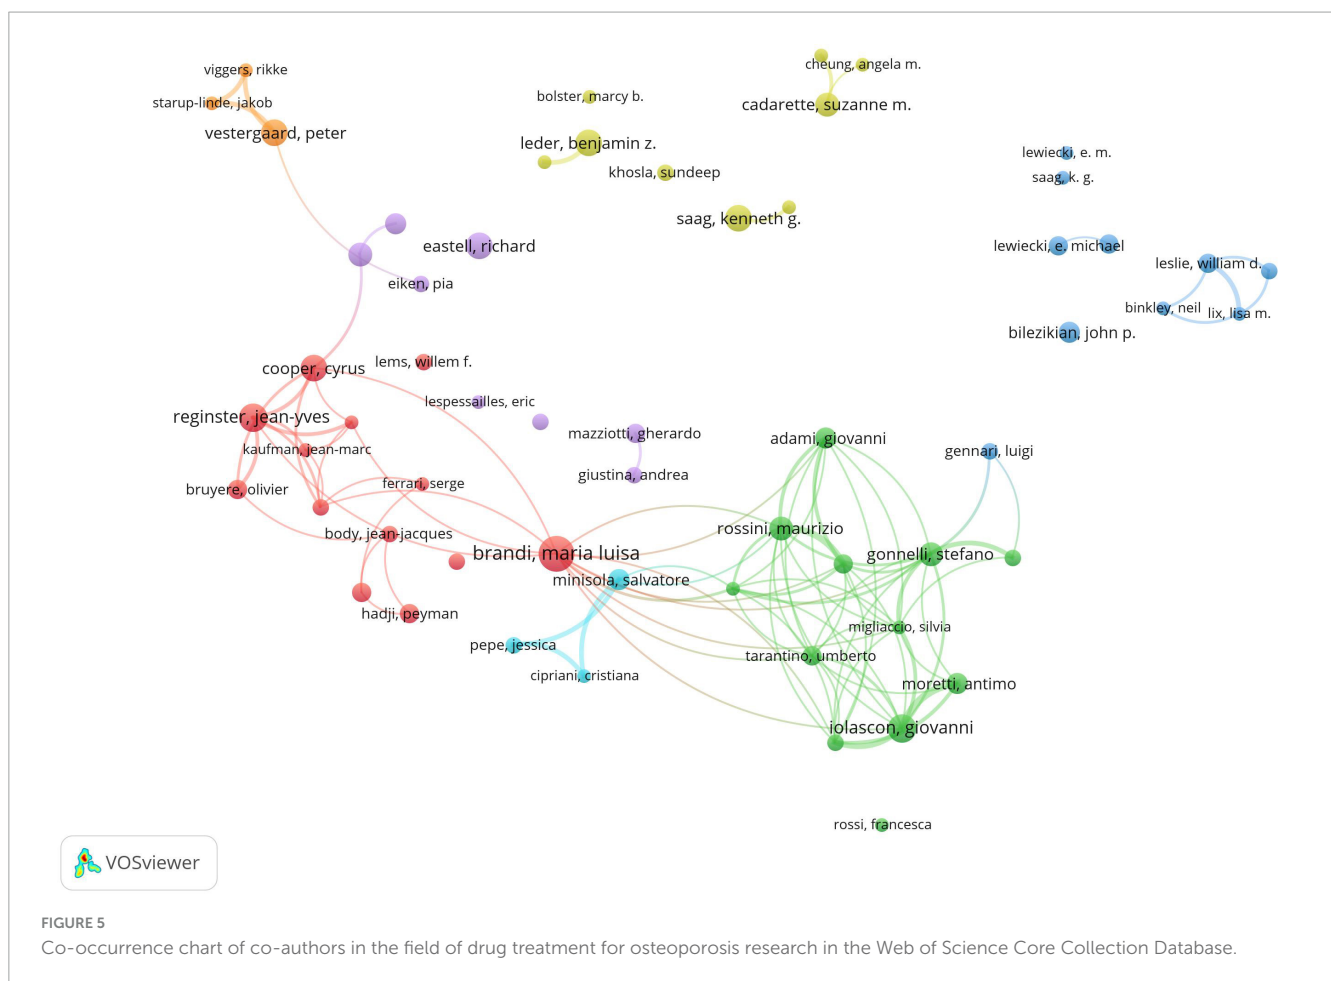 viggers, rikke
starup-linde, jakob
vestergaard, peter
bolster, marcy b.
leder, benjamin z.
khosla, sundeep
cheung, angela m.
cadarette, suzanne m.
saag, kenneth g.
lewiecki, e. m.
saag, k. g.
lewiecki, e. michael
leslie, william d.
binkley, neil
lix, lisa m.
bilezikian, john p.
eastell, richard
eiken, pia
cooper, cyrus
lems, willem f.
reginster, jean-yves
lespessailles, eric
kaufman, jean-marc
mazziotti, gherardo
giustina, andrea
bruyere, olivier
ferrari, serge
body, jean-jacques
brandi, maria luisa
minisola, salvatore
hadji, peyman
pepe, jessica
cipriani, cristiana
adami, giovanni
gennari, luigi
rossini, maurizio
gonnelli, stefano
migliaccio, silvia
tarantino, umberto
moretti, antimo
iolascon, giovanni
rossi, francesca
VOSviewer
FIGURE 5
Co-occurrence chart of co-authors in the field of drug treatment for osteoporosis research in the Web of Science Core Collection Database.